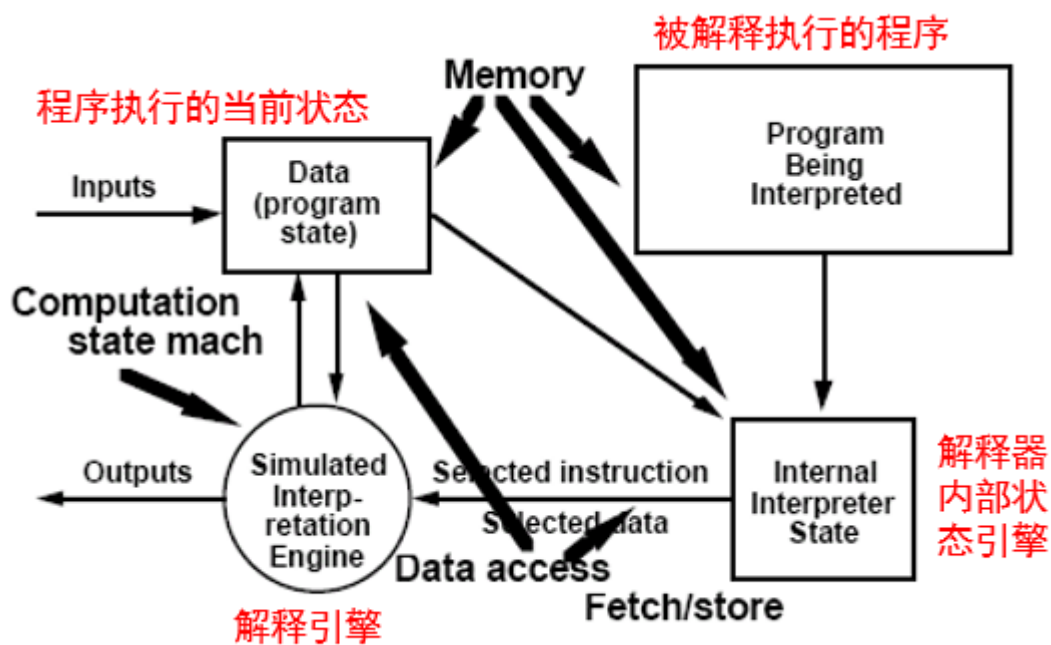 被解释执行的程序
Memory
程序执行的当前状态
Program
Being
Interpreted
Inputs
Data
(program
state)
Computation
state mach
Outputs
Simulated
Interp-
retation
Engine
Selected instruction
Selected data
Internal
Interpreter
State
解释器
内部状
态引擎
Data access
Fetch/store
解释引擎